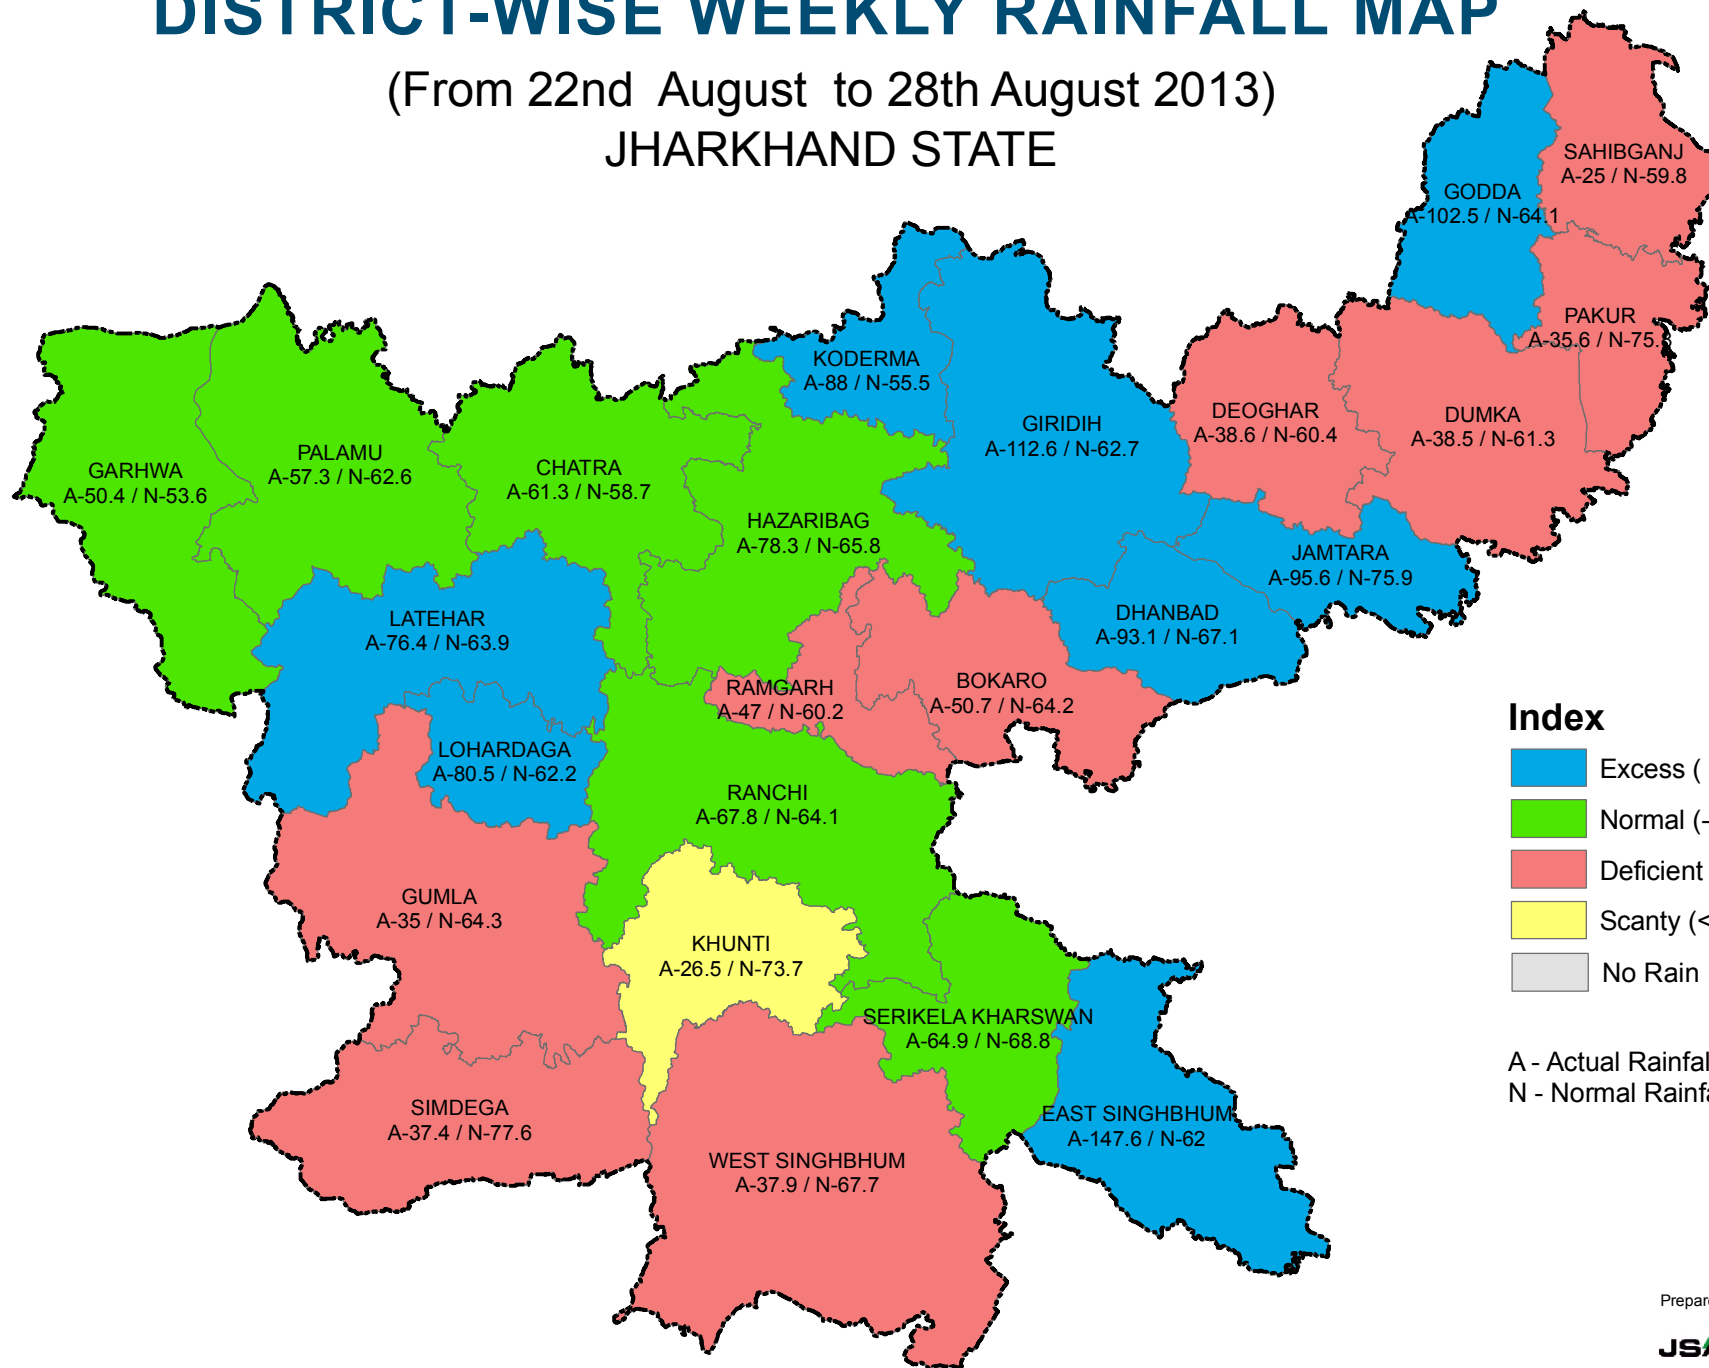 DISTRICT-WISE WEEKLY RAINFALL MAP
(From 22nd August to 28th August 2013)
JHARKHAND STATE
SAHIBGANJ
A-25 / N-59.8
GODDA
A-102.5 / N-64.1
PAKUR
A-35.6 / N-75.
KODERMA
A-88 / N-55.5
GIRIDIH
A-112.6 / N-62.7
DEOGHAR
A-38.6 / N-60.4
DUMKA
A-38.5 / N-61.3
GARHWA
A-50.4 / N-53.6
PALAMU
A-57.3 / N-62.6
CHATRA
A-61.3 / N-58.7
HAZARIBAG
A-78.3 / N-65.8
JAMTARA
A-95.6 / N-75.9
LATEHAR
A-76.4 / N-63.9
DHANBAD
A-93.1 / N-67.1
RAMGARH
A-47 / N-60.2
BOKARO
A-50.7 / N-64.2
LOHARDAGA
A-80.5 / N-62.2
RANCHI
A-67.8 / N-64.1
GUMLA
A-35 / N-64.3
KHUNTI
A-26.5 / N-73.7
SERIKELA KHARSWAN
A-64.9 / N-68.8
SIMDEGA
A-37.4 / N-77.6
EAST SINGHBHUM
A-147.6 / N-62
WEST SINGHBHUM
A-37.9 / N-67.7
Index
Excess (
Normal (-
Deficient
Scanty (<
No Rain
A - Actual Rainfal
N - Normal Rainfa
Prepar
JS